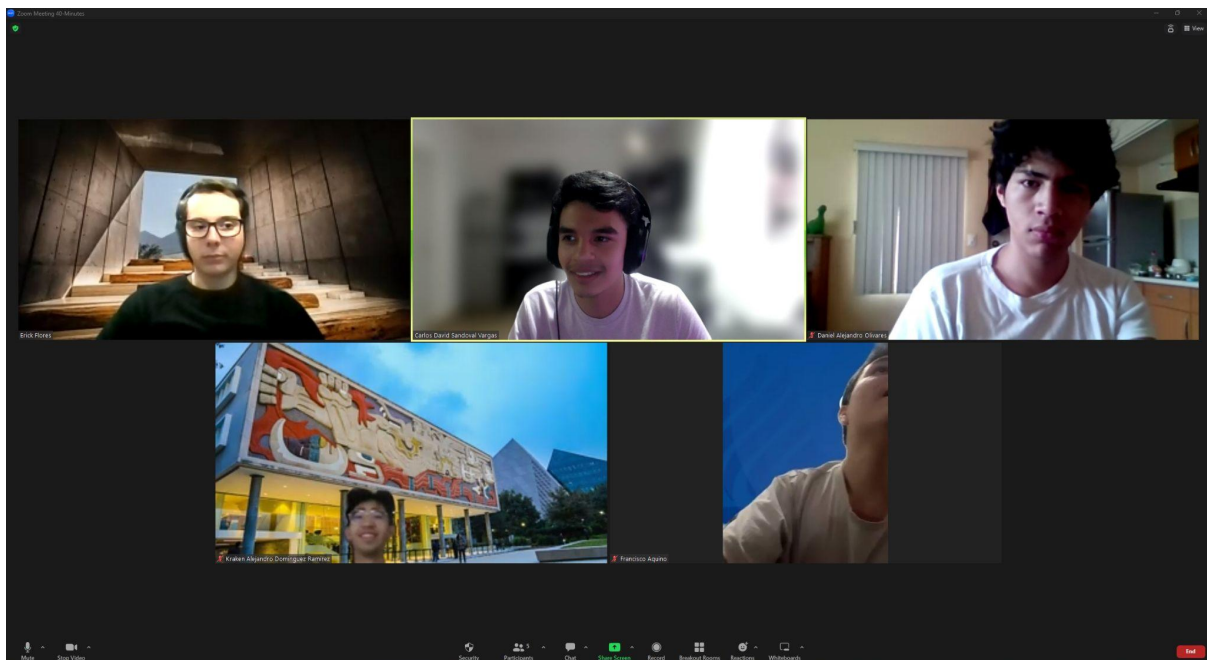 Zoom Meeting 40-Minutes
View
Erick Flores
Carlos David Sandoval Vargas
Daniel Alejandro Olivares
Kraken Alejandro Dominguez Ramirez
Francisco Aquino
Mute
Stop Video
Security
Participants
5
Chat
Share Screen
Record
Breakout Rooms
Reactions
Whiteboards
End